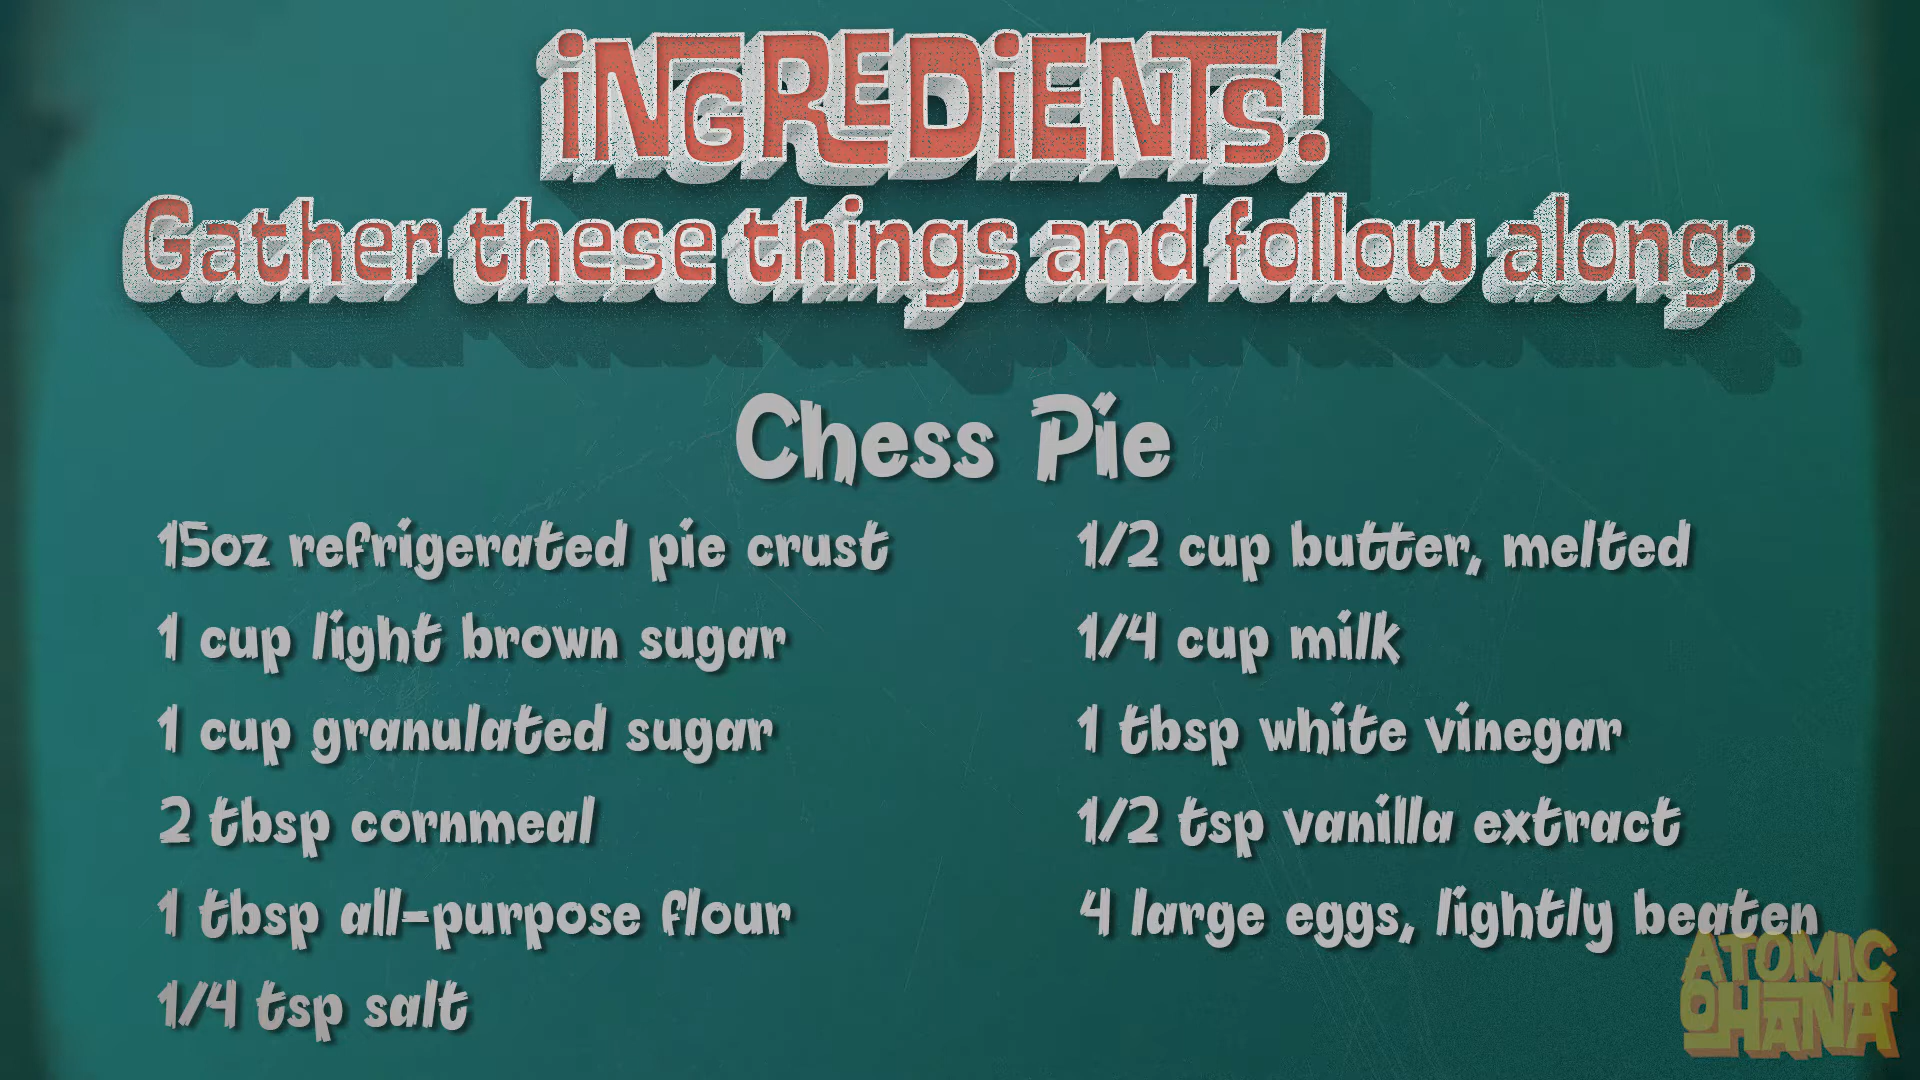 iNGREDiENTs!
Gather these things and follow along:
Chess Pie
15oz refrigerated pie crust
1 cup light brown sugar
1 cup granulated sugar
2 tbsp cornmeal
1 tbsp all-purpose flour
1/4 tsp salt
1/2 cup butter, melted
1/4 cup milk
1 tbsp white vinegar
1/2 tsp vanilla extract
4 large eggs, lightly beaten
ATOMIC
OHANA